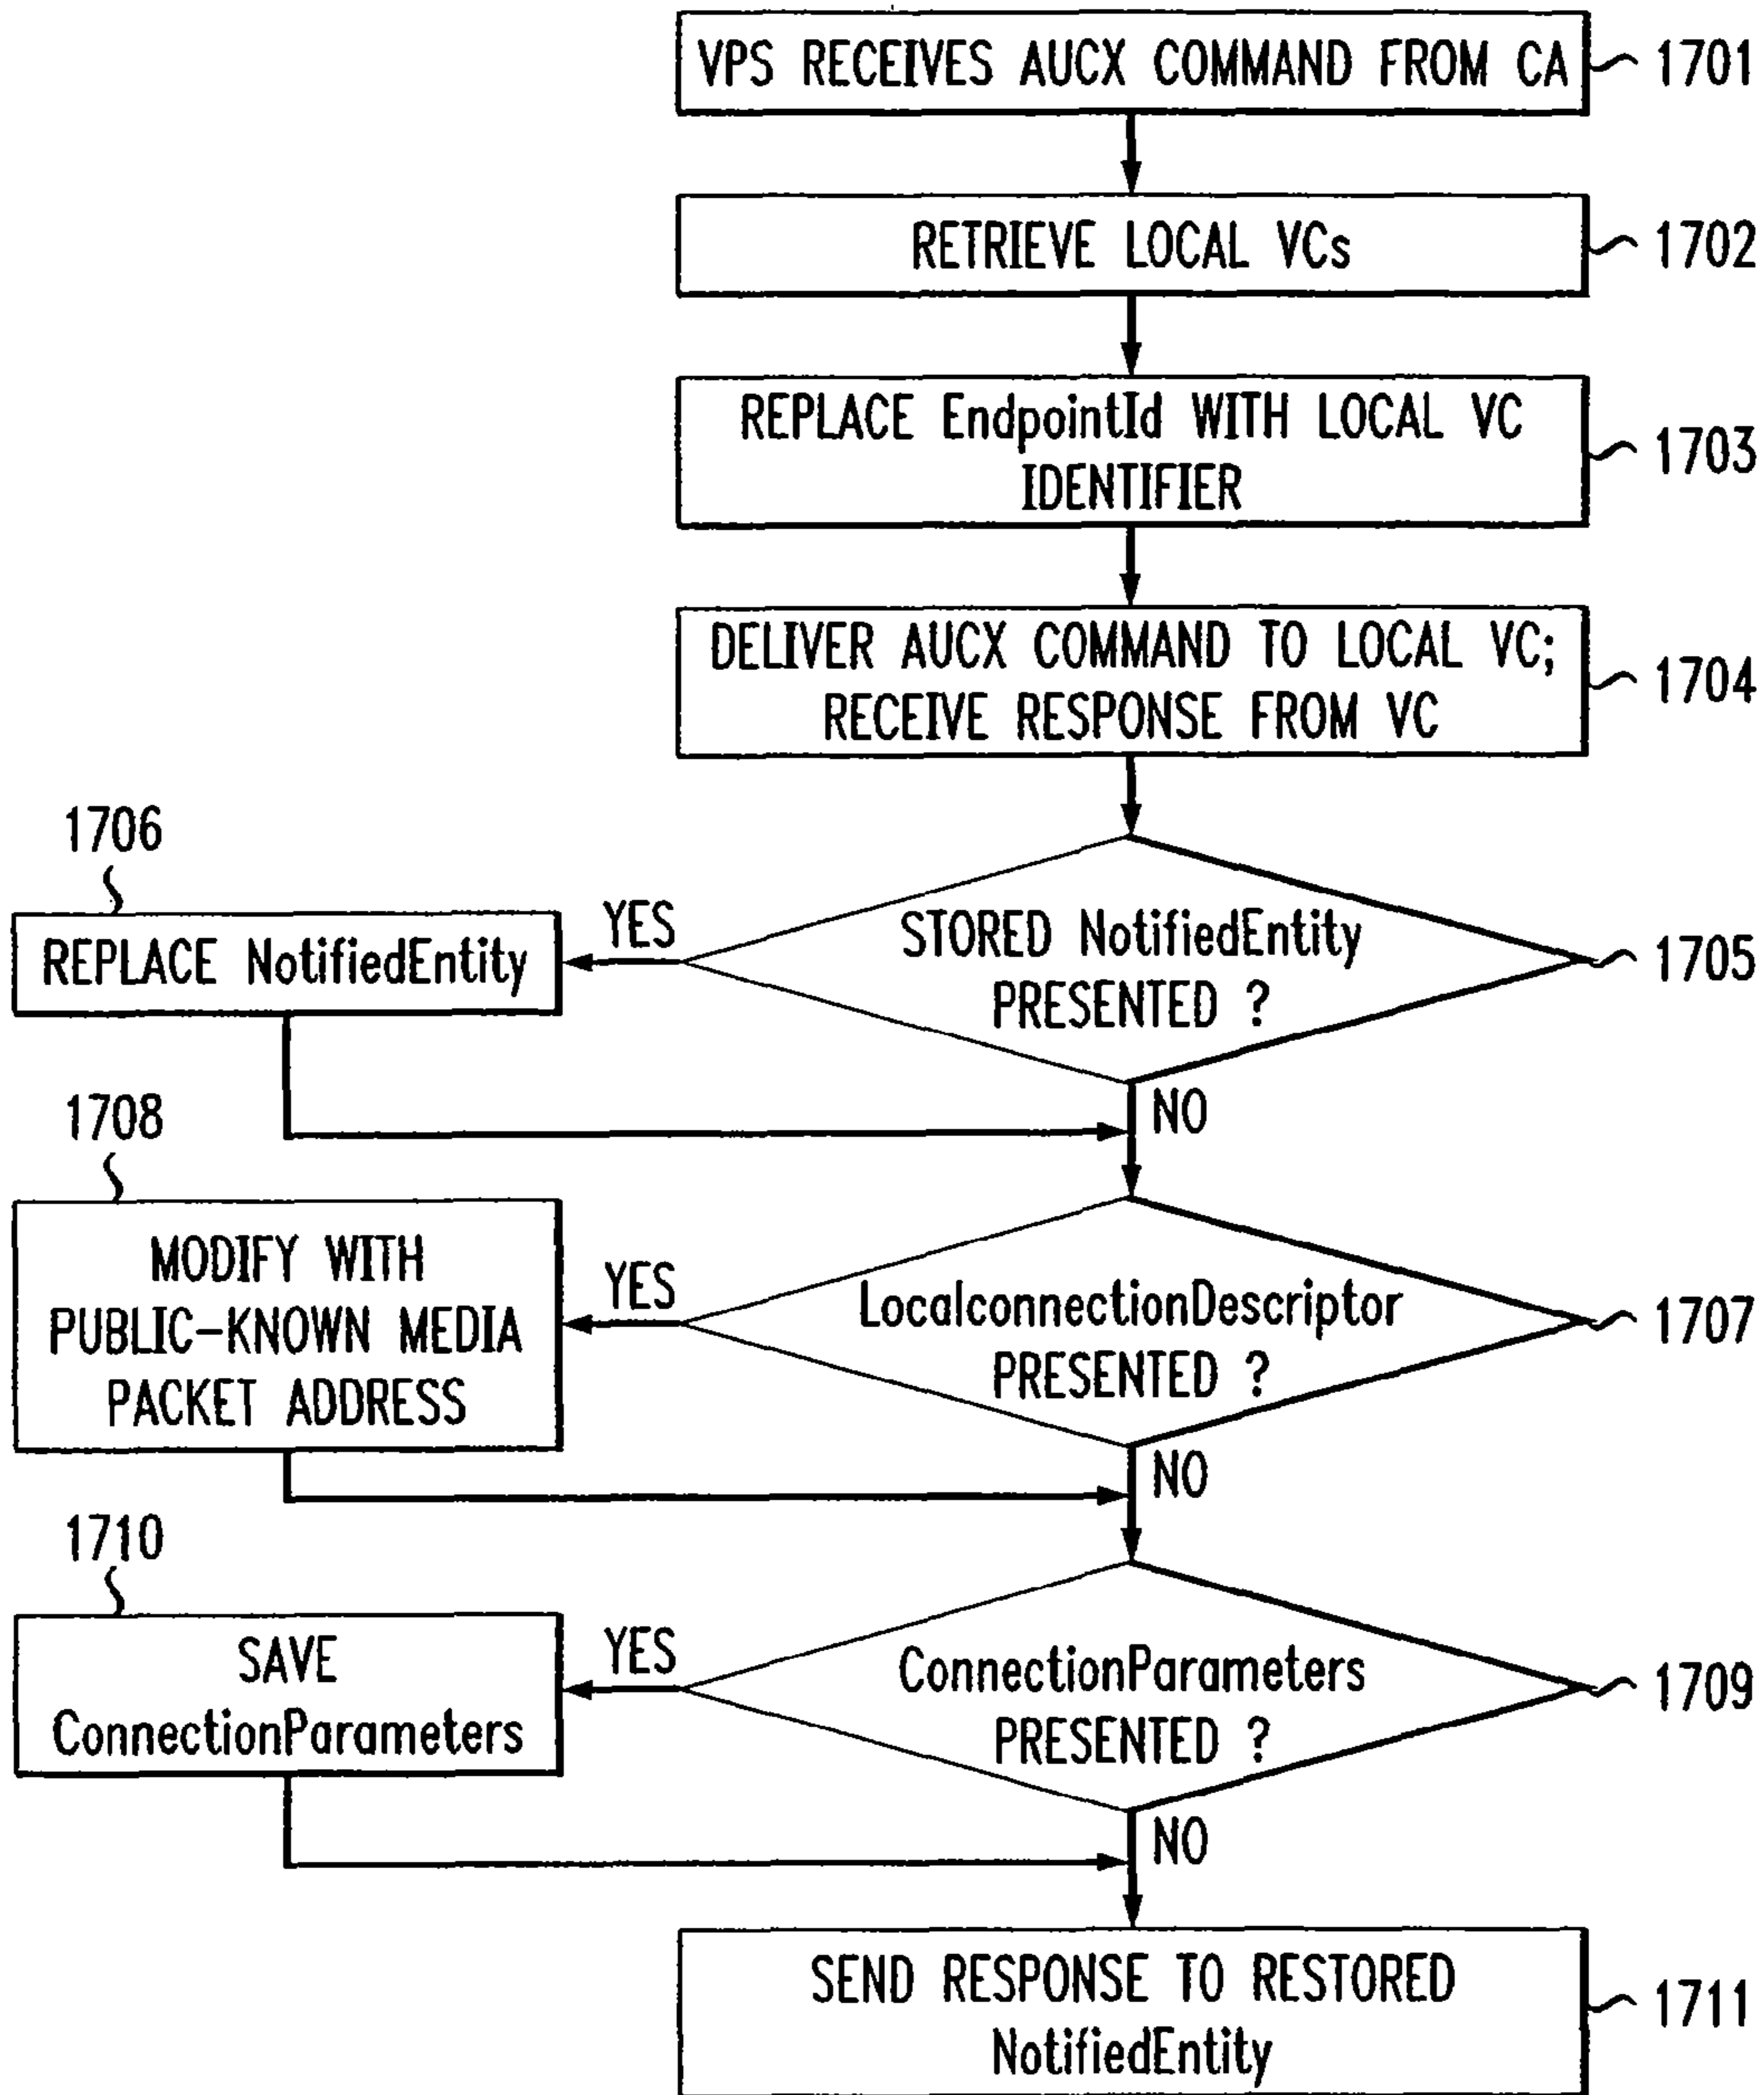 VPS RECEIVES AUCX COMMAND FROM CA
1701
RETRIEVE LOCAL VCs
1702
REPLACE EndpointId WITH LOCAL VC
IDENTIFIER
1703
DELIVER AUCX COMMAND TO LOCAL VC;
RECEIVE RESPONSE FROM VC
1704
STORED NotifiedEntity
PRESENTED ?
1705
YES
1706
REPLACE NotifiedEntity
NO
LocalconnectionDescriptor
PRESENTED ?
1707
YES
1708
MODIFY WITH
PUBLIC-KNOWN MEDIA
PACKET ADDRESS
NO
ConnectionParameters
PRESENTED ?
1709
YES
1710
SAVE
ConnectionParameters
NO
SEND RESPONSE TO RESTORED
NotifiedEntity
1711